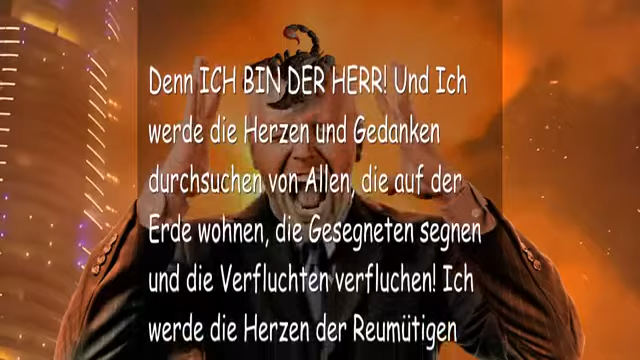 Denn ICH BIN DER HERR! Und Ich
werde die Herzen und Gedanken
durchsuchen von Allen, die auf der
Erde wohnen, die Gesegneten segnen
und die Verfluchten verfluchen! Ich
werde die Herzen der Reumütigen